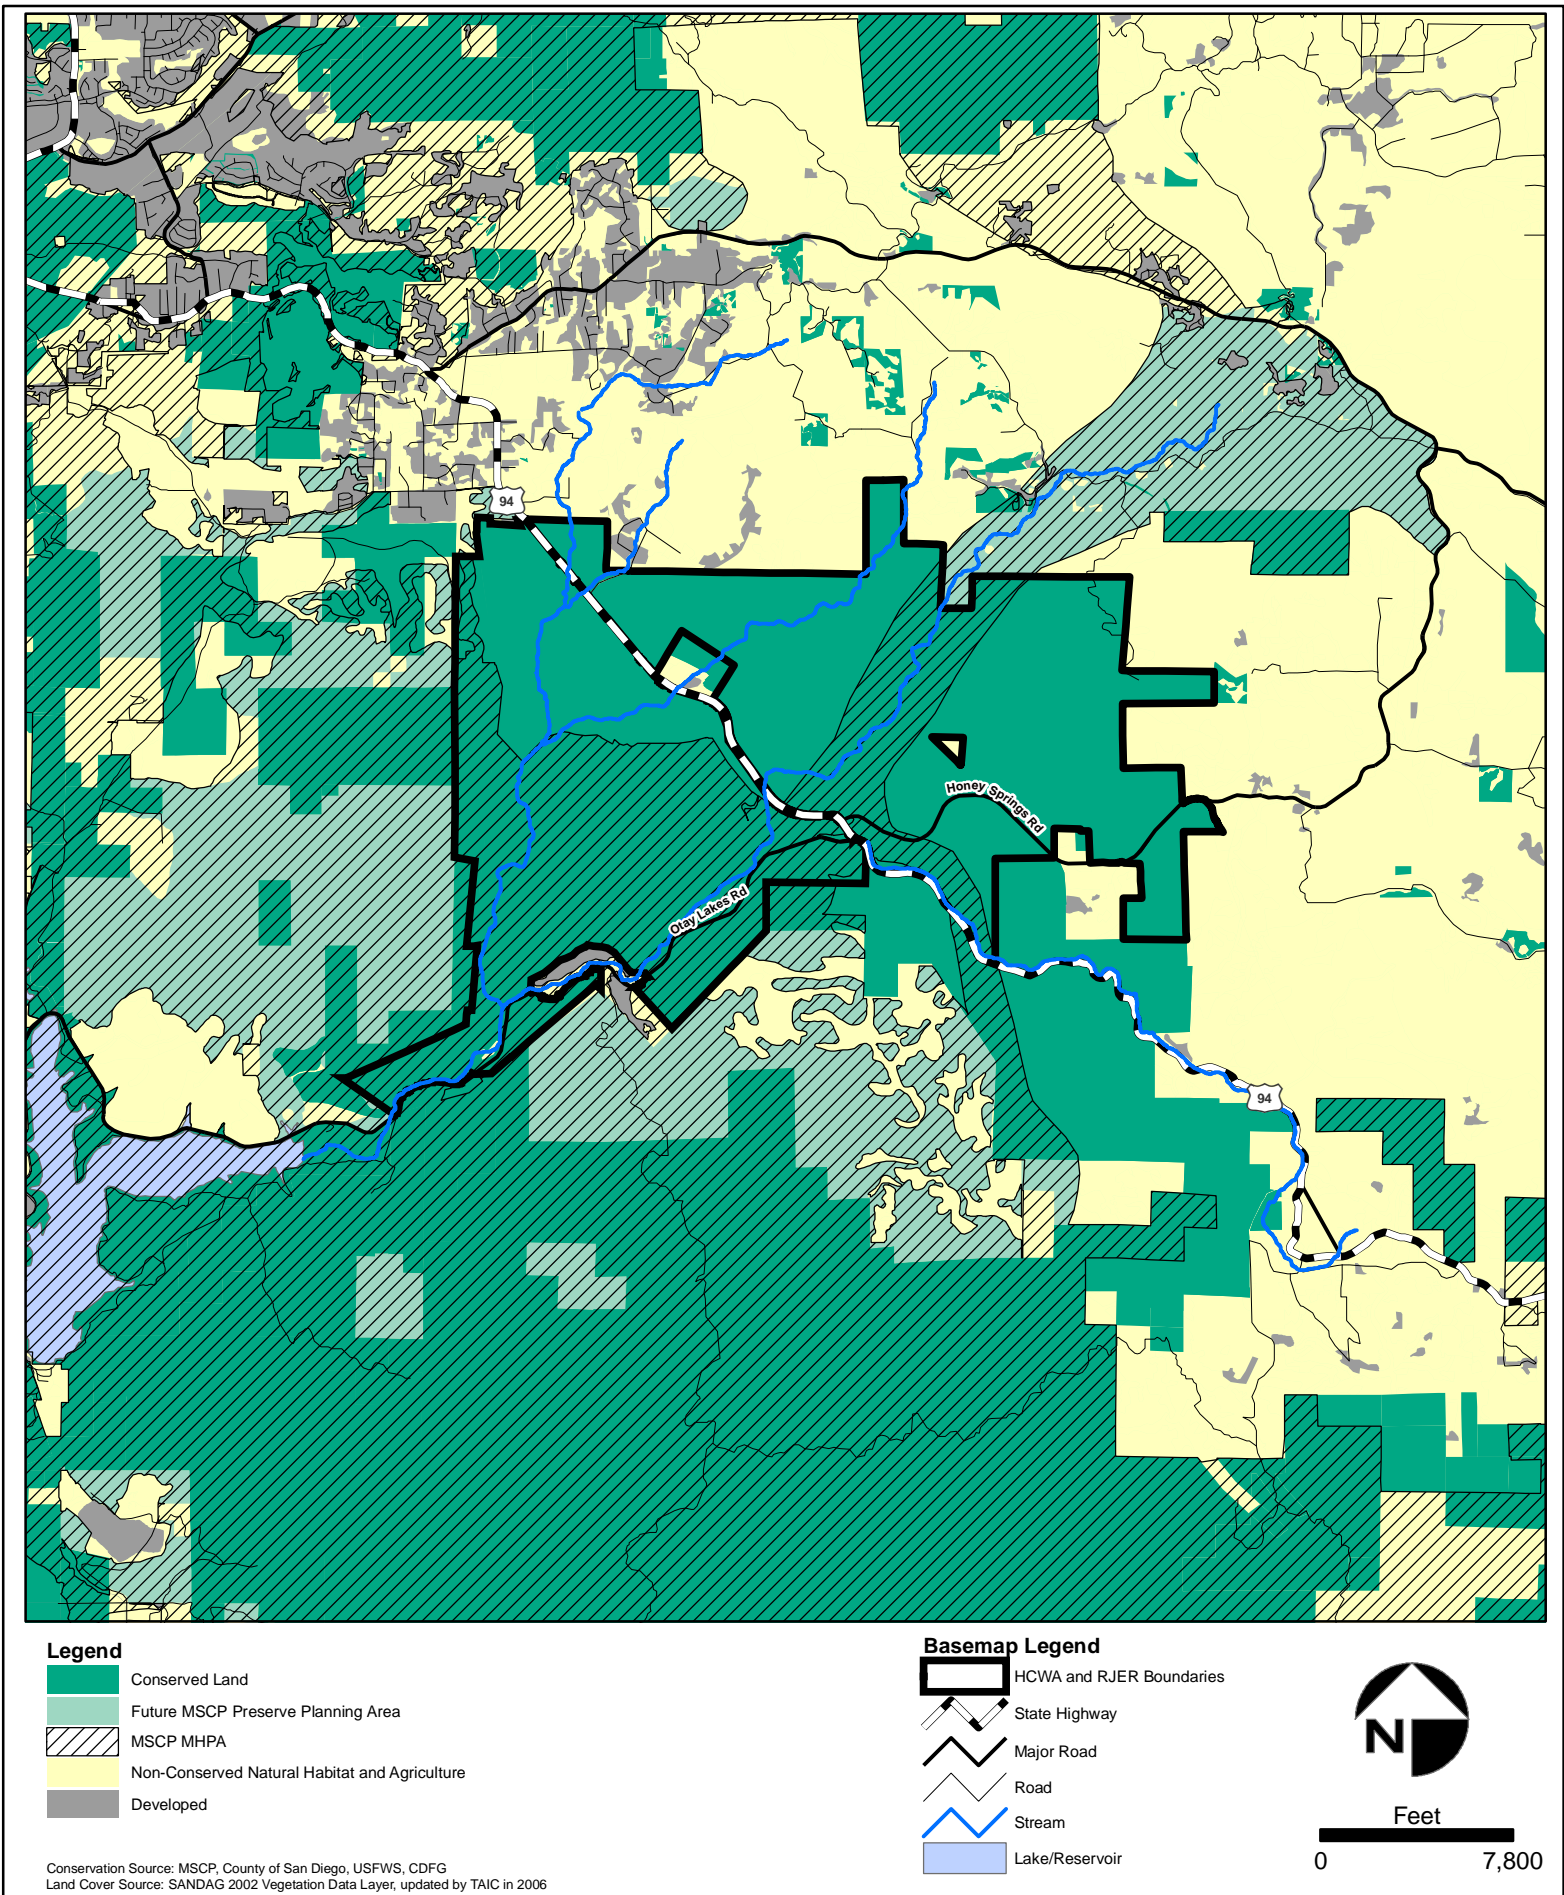 94
Honey Springs Rd
Otay Lakes Rd
94
Legend
Conserved Land
Future MSCP Preserve Planning Area
MSCP MHPA
Non-Conserved Natural Habitat and Agriculture
Developed
Conservation Source: MSCP, County of San Diego, USFWS, CDFG
Land Cover Source: SANDAG 2002 Vegetation Data Layer, updated by TAIC in 2006
Basemap Legend
HCWA and RJER Boundaries
State Highway
Major Road
Road
Stream
Lake/Reservoir
N
Feet
0 7,800